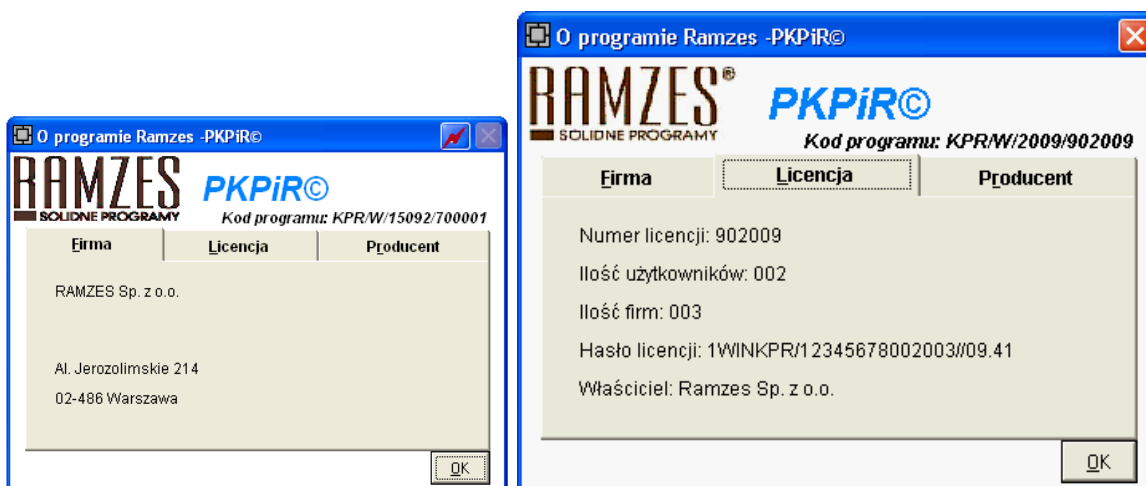 O programie Ramzes -PKPiR©
RAMZES
SOLIDNE PROGRAMY
PKPiR©
Kod programu: KPR/W/15092/700001
Firma
Licencja
Producent
RAMZES Sp. z o.o.
Al. Jerozolimskie 214
02-486 Warszawa
OK
O programie Ramzes -PKPiR©
RAMZES®
SOLIDNE PROGRAMY
PKPiR©
Kod programu: KPR/W/2009/902009
Firma
Licencja
Producent
Numer licencji: 902009
Ilość użytkowników: 002
Ilość firm: 003
Hasło licencji: 1WINKPR/12345678002003//09.41
Właściciel: Ramzes Sp. z o.o.
OK